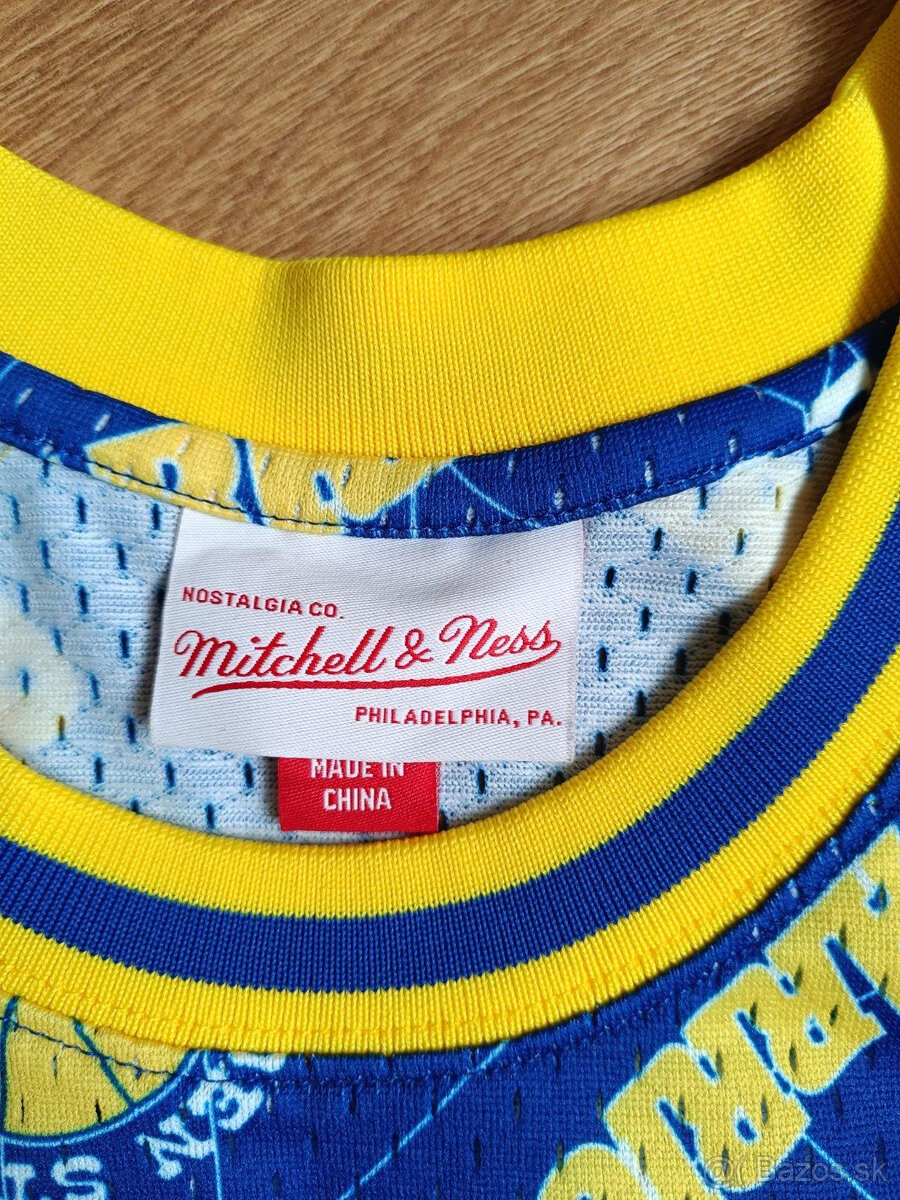 NOSTALGIA CO.
Mitchell & Ness
PHILADELPHIA, PA.
MADE IN
CHINA
@( Bazos.sk